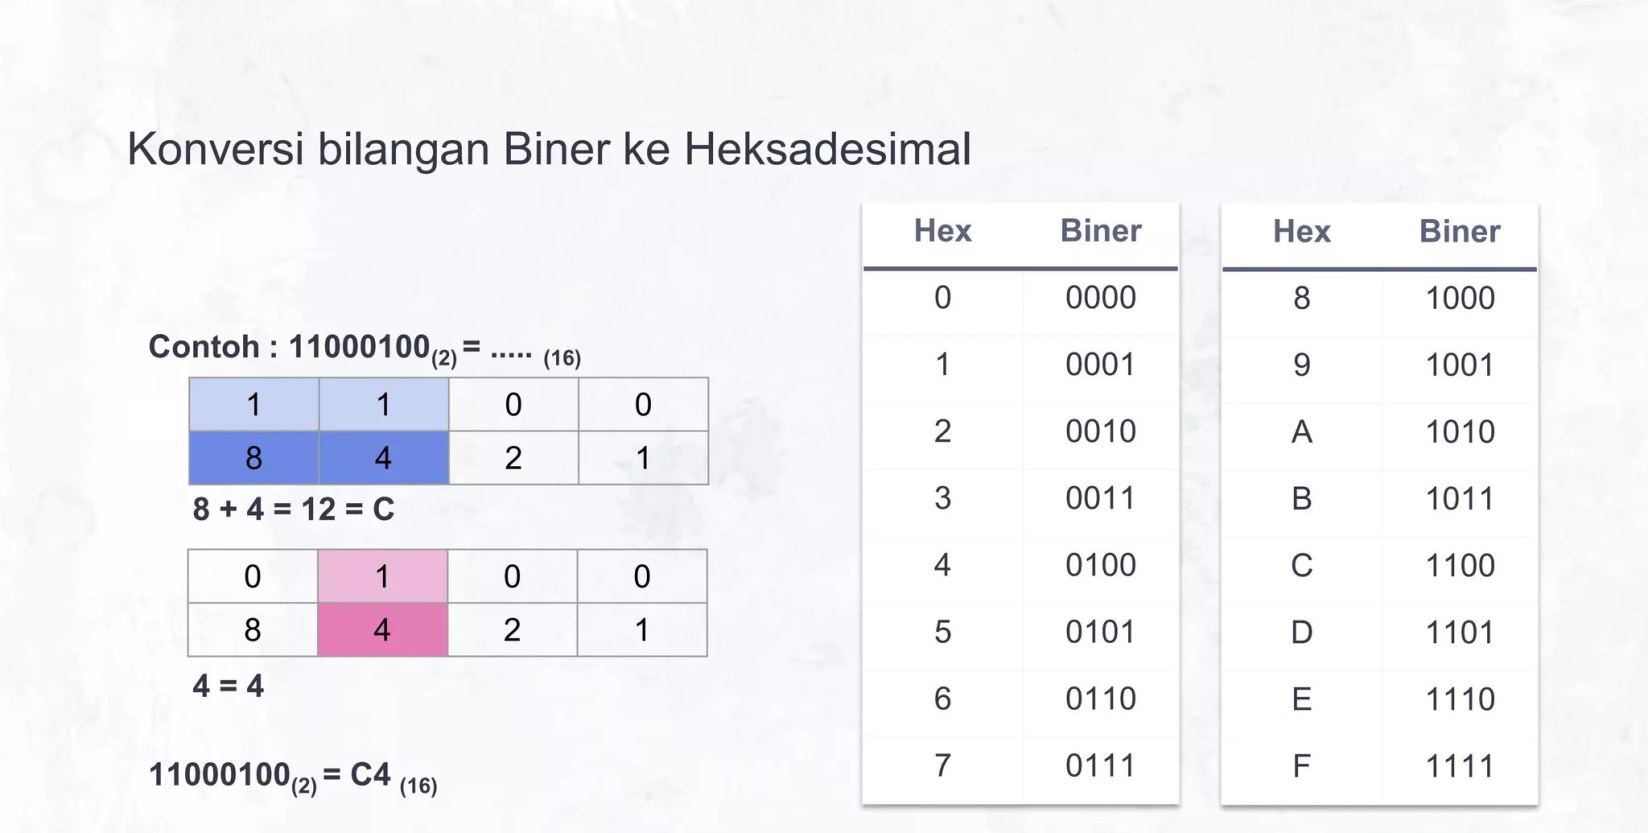 Konversi bilangan Biner ke Heksadesimal
Contoh : 11000100(2) = ..... (16)
1 1 0 0
8 4 2 1
8 + 4 = 12 = C
0 1 0 0
8 4 2 1
4 = 4
11000100(2) = C4 (16)
Hex Biner
0 0000
1 0001
2 0010
3 0011
4 0100
5 0101
6 0110
7 0111
Hex Biner
8 1000
9 1001
A 1010
B 1011
C 1100
D 1101
E 1110
F 1111